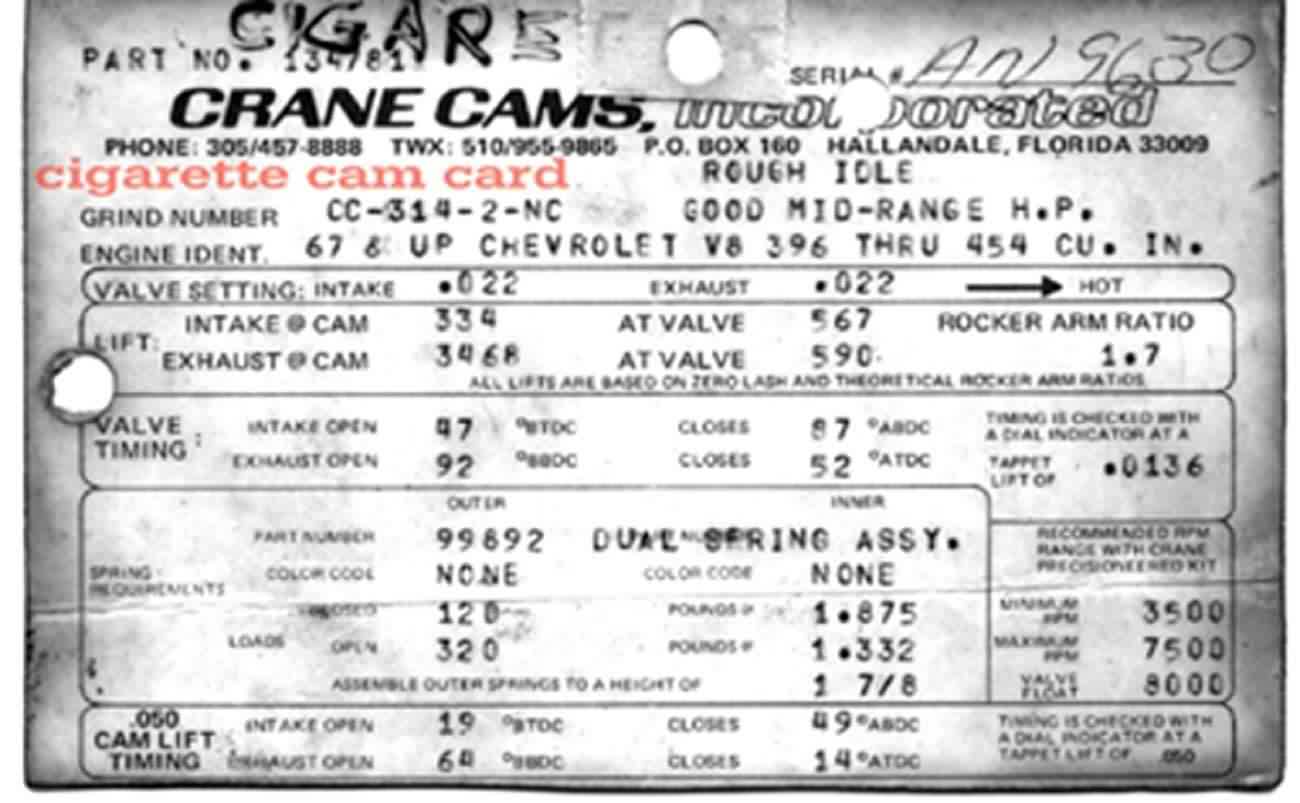 CIGARE
PART NO. 134781
SERIAL # AN 9630
CRANE CAMS, Incorporated
PHONE: 305/457-8888 TWX: 510/955-9865 P.O. BOX 160 HALLANDALE, FLORIDA 33009
cigarette cam card ROUGH IDLE
GRIND NUMBER CC-314-2-NC GOOD MID-RANGE H.P.
ENGINE IDENT. 67 & UP CHEVROLET V8 396 THRU 454 CU. IN.
VALVE SETTING: INTAKE .022 EXHAUST .022 HOT
LIFT: INTAKE @ CAM 334 AT VALVE 567 ROCKER ARM RATIO
EXHAUST @ CAM 3468 AT VALVE 590 1.7
ALL LIFTS ARE BASED ON ZERO LASH AND THEORETICAL ROCKER ARM RATIOS
VALVE TIMING : INTAKE OPEN 47 °BTDC CLOSES 87 °ABDC
EXHAUST OPEN 92 °BBDC CLOSES 52 °ATDC
TIMING IS CHECKED WITH
A DIAL INDICATOR AT A
TAPPET LIFT OF .0136
OUTER INNER
PART NUMBER 99892 DUAL SPRING ASSY.
SPRING REQUIREMENTS COLOR CODE NONE COLOR CODE NONE
CLOSED 120 POUNDS @ 1.875
LOADS OPEN 320 POUNDS @ 1.332
ASSEMBLE OUTER SPRINGS TO A HEIGHT OF 1 7/8
RECOMMENDED RPM
RANGE WITH CRANE
PRECISIONEERED KIT
MINIMUM RPM 3500
MAXIMUM RPM 7500
VALVE FLOAT 8000
.050 CAM LIFT TIMING INTAKE OPEN 19 °BTDC CLOSES 49 °ABDC
EXHAUST OPEN 64 °BBDC CLOSES 14 °ATDC
TIMING IS CHECKED WITH
A DIAL INDICATOR AT A
TAPPET LIFT OF .050